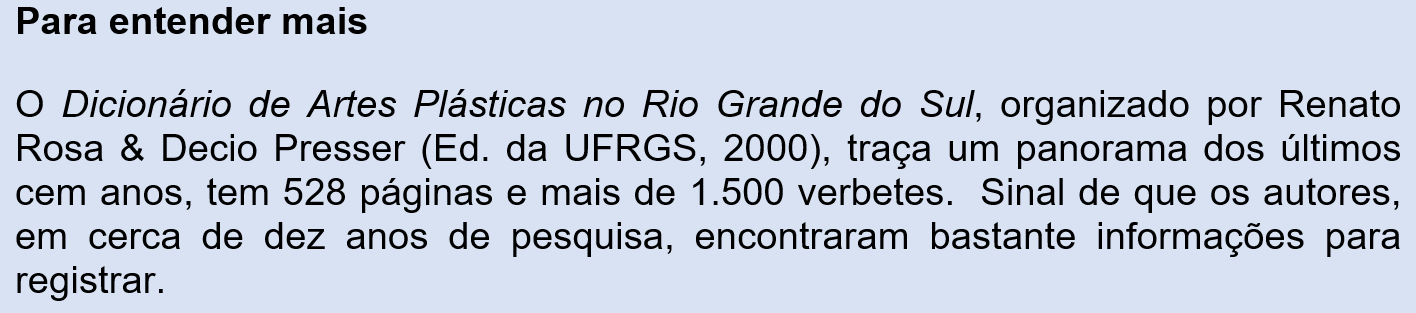 Para entender mais
O Dicionário de Artes Plásticas no Rio Grande do Sul, organizado por Renato
Rosa & Decio Presser (Ed. da UFRGS, 2000), traça um panorama dos últimos
cem anos, tem 528 páginas e mais de 1.500 verbetes.  Sinal de que os autores,
em cerca de dez anos de pesquisa, encontraram bastante informações para
registrar.